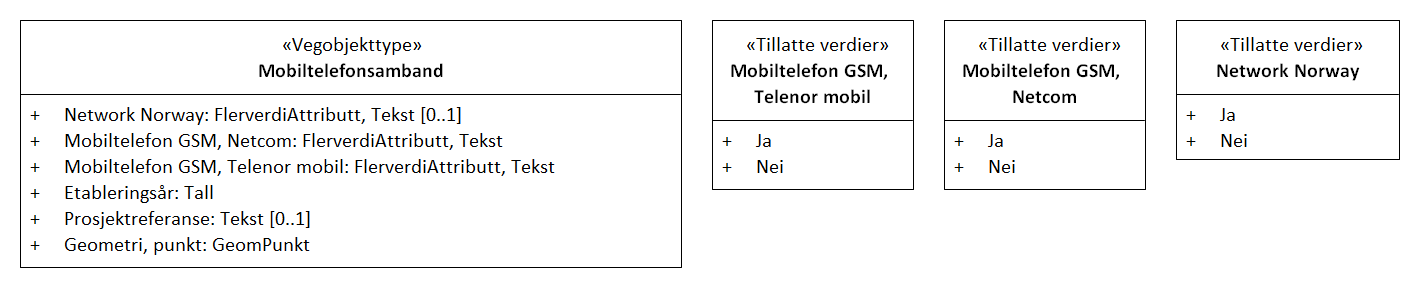 «Vegobjekttype»
Mobiltelefonsamband
+ Network Norway: FlerverdiAttributt, Tekst [0..1]
+ Mobiltelefon GSM, Netcom: FlerverdiAttributt, Tekst
+ Mobiltelefon GSM, Telenor mobil: FlerverdiAttributt, Tekst
+ Etableringsår: Tall
+ Prosjektreferanse: Tekst [0..1]
+ Geometri, punkt: GeomPunkt
«Tillatte verdier»
Mobiltelefon GSM,
Telenor mobil
+ Ja
+ Nei
«Tillatte verdier»
Mobiltelefon GSM,
Netcom
+ Ja
+ Nei
«Tillatte verdier»
Network Norway
+ Ja
+ Nei